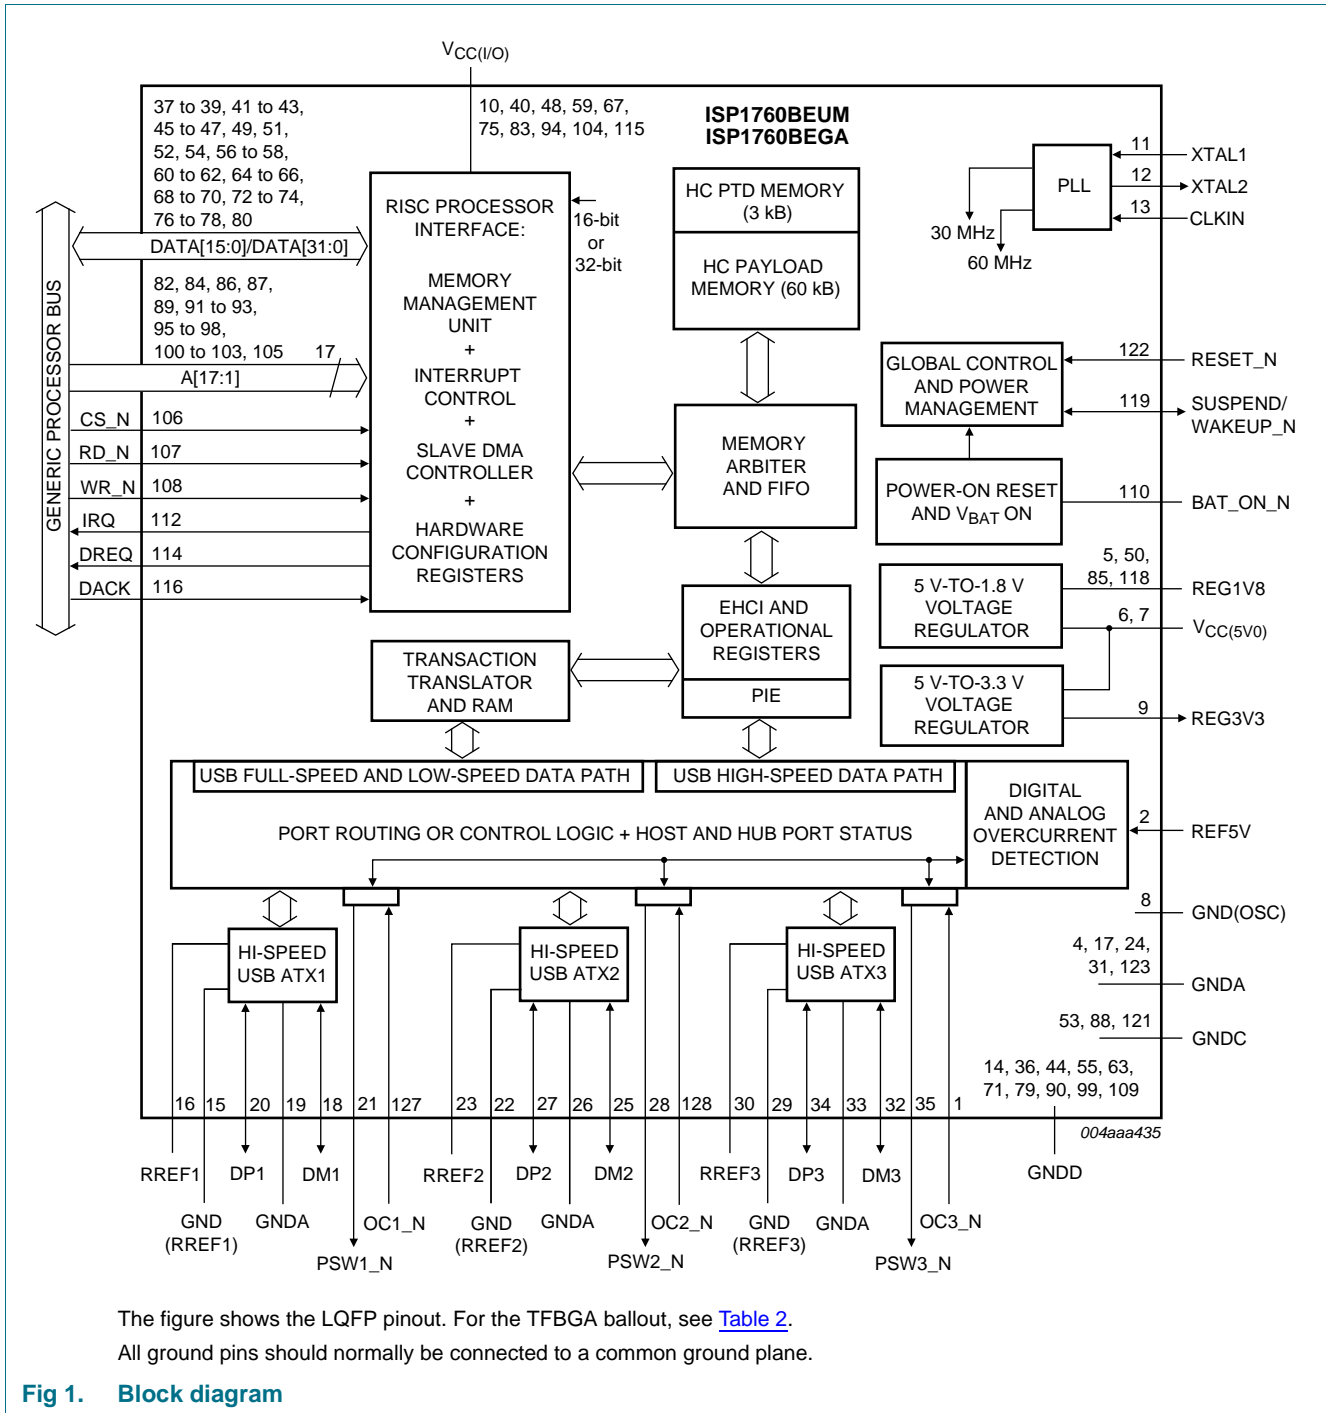 VCC(I/O)
37 to 39, 41 to 43,
45 to 47, 49, 51,
52, 54, 56 to 58,
60 to 62, 64 to 66,
68 to 70, 72 to 74,
76 to 78, 80
10, 40, 48, 59, 67,
75, 83, 94, 104, 115
ISP1760BEUM
ISP1760BEGA
DATA[15:0]/DATA[31:0]
82, 84, 86, 87,
89, 91 to 93,
95 to 98,
100 to 103, 105
17
A[17:1]
GENERIC PROCESSOR BUS
CS_N 106
RD_N 107
WR_N 108
IRQ 112
DREQ 114
DACK 116
RISC PROCESSOR
INTERFACE:
MEMORY
MANAGEMENT
UNIT
+
INTERRUPT
CONTROL
+
SLAVE DMA
CONTROLLER
+
HARDWARE
CONFIGURATION
REGISTERS
16-bit
or
32-bit
HC PTD MEMORY
(3 kB)
HC PAYLOAD
MEMORY (60 kB)
MEMORY
ARBITER
AND FIFO
EHCI AND
OPERATIONAL
REGISTERS
PIE
TRANSACTION
TRANSLATOR
AND RAM
PLL
30 MHz
60 MHz
11 XTAL1
12 XTAL2
13 CLKIN
GLOBAL CONTROL
AND POWER
MANAGEMENT
122 RESET_N
119 SUSPEND/
WAKEUP_N
POWER-ON RESET
AND VBAT ON
110 BAT_ON_N
5 V-TO-1.8 V
VOLTAGE
REGULATOR
5, 50,
85, 118 REG1V8
6, 7 VCC(5V0)
5 V-TO-3.3 V
VOLTAGE
REGULATOR
9 REG3V3
USB FULL-SPEED AND LOW-SPEED DATA PATH
USB HIGH-SPEED DATA PATH
PORT ROUTING OR CONTROL LOGIC + HOST AND HUB PORT STATUS
DIGITAL
AND ANALOG
OVERCURRENT
DETECTION
2 REF5V
8 GND(OSC)
4, 17, 24,
31, 123
GNDA
53, 88, 121
GNDC
14, 36, 44, 55, 63,
71, 79, 90, 99, 109
GNDD
HI-SPEED
USB ATX1
HI-SPEED
USB ATX2
HI-SPEED
USB ATX3
16 15 20 19 18 21 127 23 22 27 26 25 28 128 30 29 34 33 32 35 1
004aaa435
RREF1 DP1 DM1 RREF2 DP2 DM2 RREF3 DP3 DM3
GND
(RREF1)
GNDA
OC1_N
PSW1_N
GND
(RREF2)
GNDA
OC2_N
PSW2_N
GND
(RREF3)
GNDA
OC3_N
PSW3_N
The figure shows the LQFP pinout. For the TFBGA ballout, see Table 2.
All ground pins should normally be connected to a common ground plane.
Fig 1. Block diagram